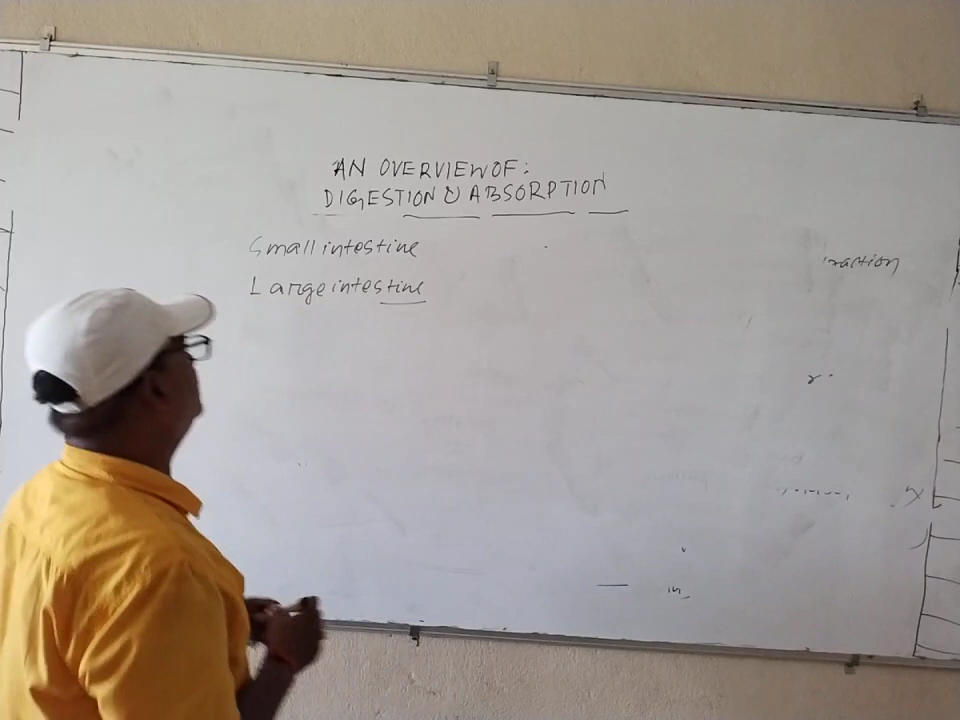 AN OVERVIEW OF:
DIGESTION & ABSORPTION
Small intestine
Large intestine